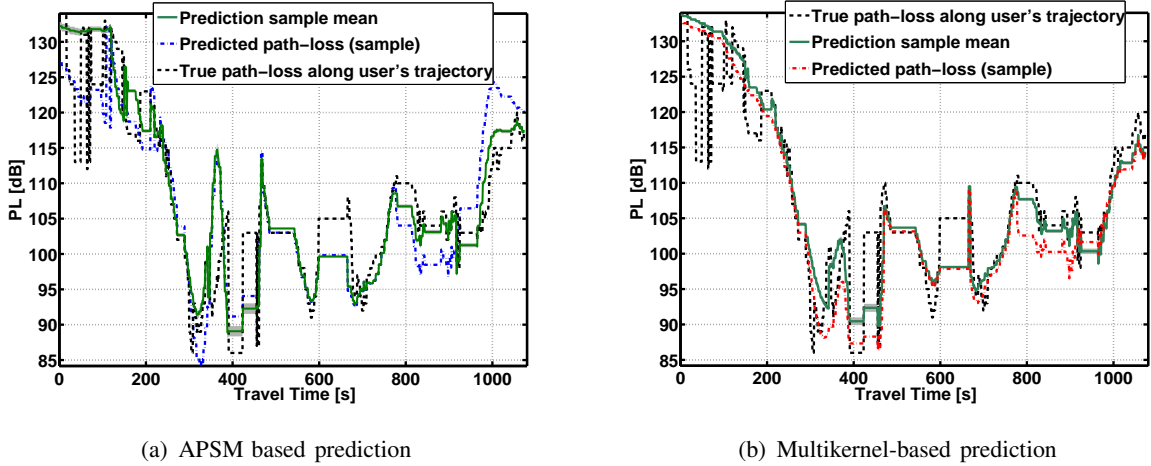 Prediction sample mean
Predicted path−loss (sample)
True path−loss along user's trajectory
PL [dB]
130
125
120
115
110
105
100
95
90
85
0 200 400 600 800 1000
Travel Time [s]
(a) APSM based prediction
True path−loss along user's trajectory
Prediction sample mean
Predicted path−loss (sample)
PL [dB]
130
125
120
115
110
105
100
95
90
85
0 200 400 600 800 1000
Travel Time [s]
(b) Multikernel-based prediction